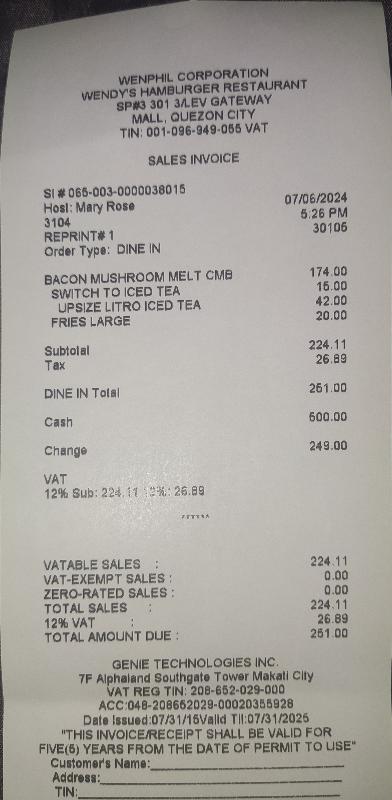 WENPHIL CORPORATION
WENDY'S HAMBURGER RESTAURANT
SP#3 301 3/LEV GATEWAY
MALL, QUEZON CITY
TIN: 001-096-949-055 VAT
SALES INVOICE
SI # 065-003-0000038015
Host: Mary Rose 07/06/2024
3104 5:26 PM
REPRINT# 1 30105
Order Type: DINE IN
BACON MUSHROOM MELT CMB 174.00
SWITCH TO ICED TEA 15.00
UPSIZE LITRO ICED TEA 42.00
FRIES LARGE 20.00
Subtotal 224.11
Tax 26.89
DINE IN Total 251.00
Cash 500.00
Change 249.00
VAT
12% Sub: 224.11 12%: 26.89
******
VATABLE SALES : 224.11
VAT-EXEMPT SALES : 0.00
ZERO-RATED SALES : 0.00
TOTAL SALES : 224.11
12% VAT : 26.89
TOTAL AMOUNT DUE : 251.00
GENIE TECHNOLOGIES INC.
7F Alphaland Southgate Tower Makati City
VAT REG TIN: 208-652-029-000
ACC:048-208652029-00020355928
Date Issued:07/31/15Valid Til:07/31/2025
"THIS INVOICE/RECEIPT SHALL BE VALID FOR
FIVE(5) YEARS FROM THE DATE OF PERMIT TO USE"
Customer's Name:
Address:
TIN: